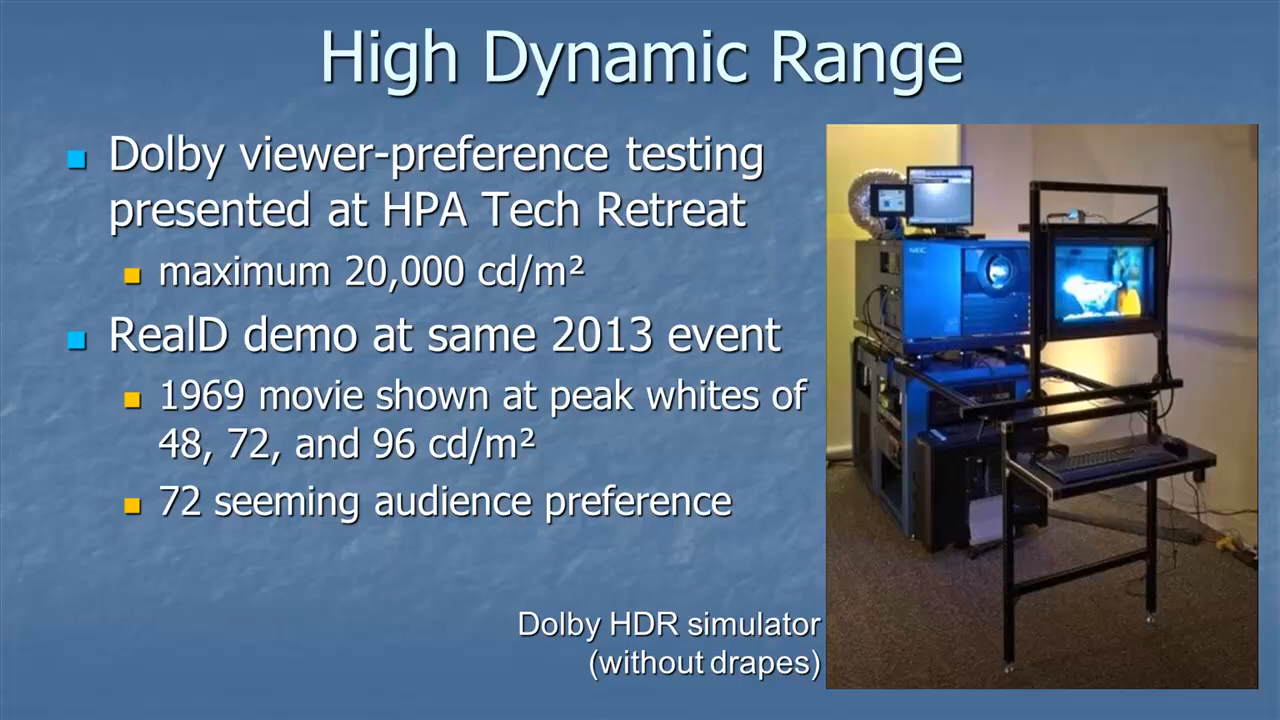 High Dynamic Range
Dolby viewer-preference testing
presented at HPA Tech Retreat
maximum 20,000 cd/m²
RealD demo at same 2013 event
1969 movie shown at peak whites of
48, 72, and 96 cd/m²
72 seeming audience preference
Dolby HDR simulator
(without drapes)
NEC